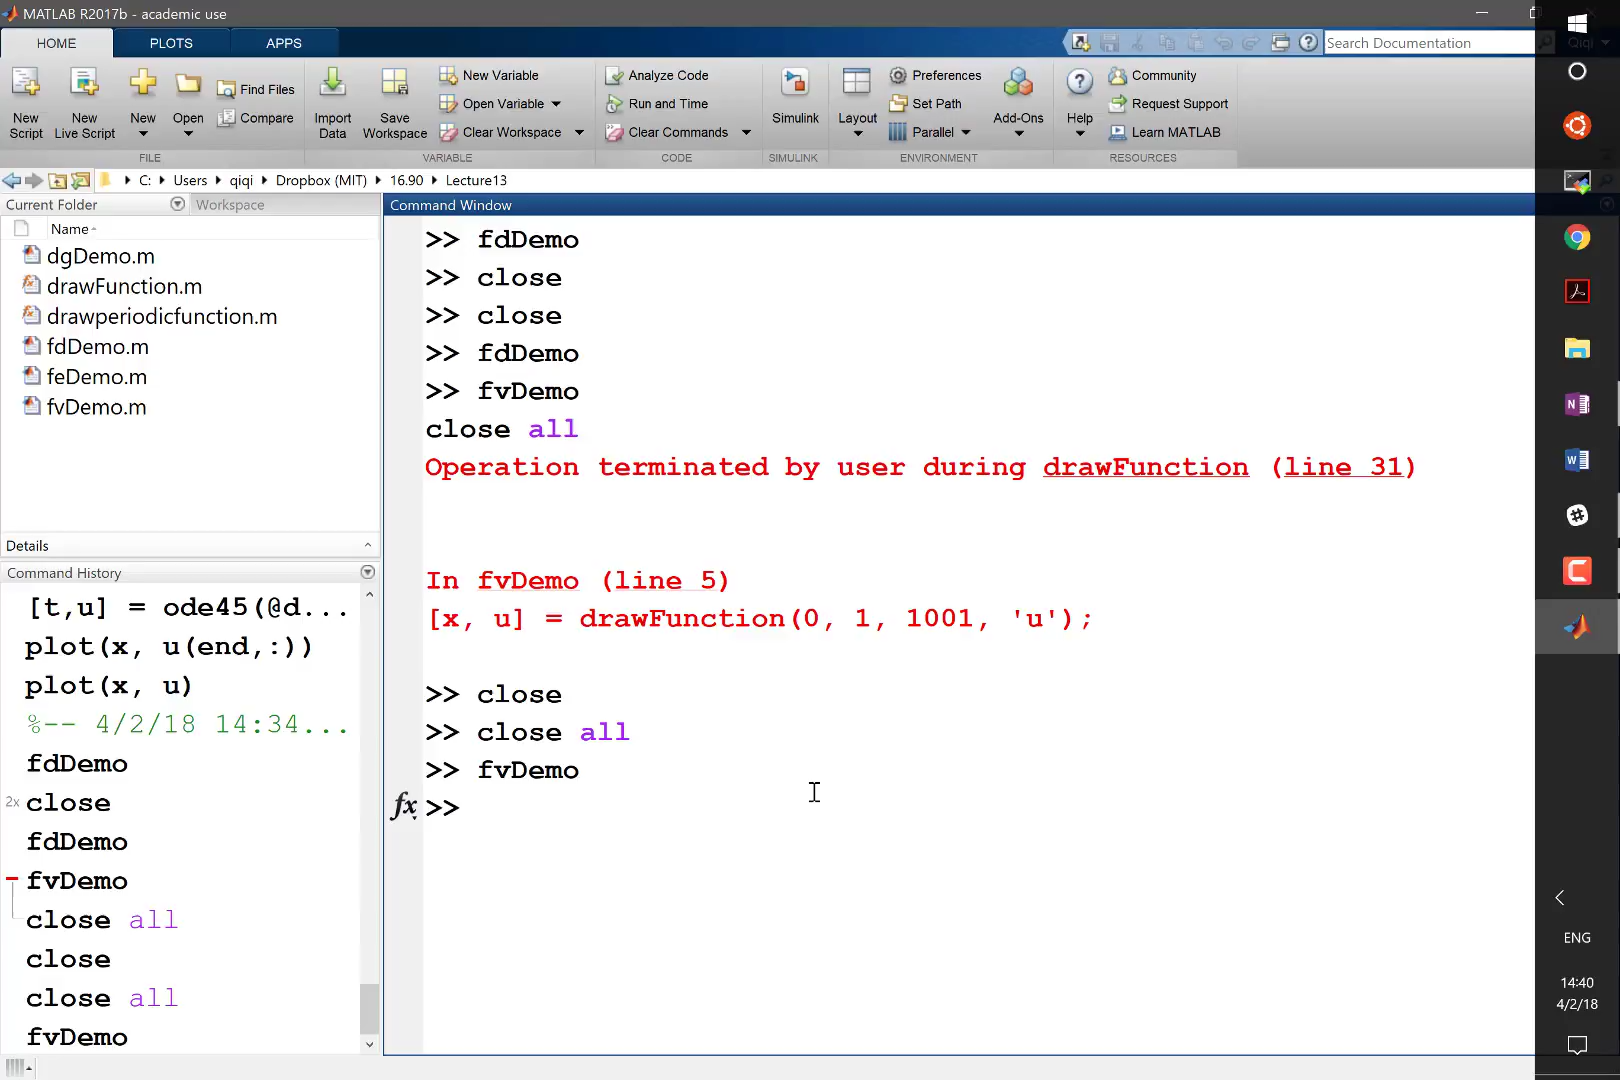 MATLAB R2017b - academic use
HOME
PLOTS
APPS
Search Documentation
New Script
New Live Script
New
Open
Find Files
Compare
FILE
Import Data
Save Workspace
New Variable
Open Variable
Clear Workspace
VARIABLE
Analyze Code
Run and Time
Clear Commands
CODE
Simulink
SIMULINK
Layout
Preferences
Set Path
Parallel
Add-Ons
ENVIRONMENT
Help
Community
Request Support
Learn MATLAB
RESOURCES
C: Users qiqi Dropbox (MIT) 16.90 Lecture13
Current Folder
Workspace
Name
dgDemo.m
drawFunction.m
drawperiodicfunction.m
fdDemo.m
feDemo.m
fvDemo.m
Details
Command History
[t,u] = ode45(@d...
plot(x, u(end,:))
plot(x, u)
%-- 4/2/18 14:34...
fdDemo
2x close
fdDemo
fvDemo
close all
close
close all
fvDemo
Command Window
>> fdDemo
>> close
>> close
>> fdDemo
>> fvDemo
close all
Operation terminated by user during drawFunction (line 31)
In fvDemo (line 5)
[x, u] = drawFunction(0, 1, 1001, 'u');
>> close
>> close all
>> fvDemo
fx >>
ENG
14:40
4/2/18